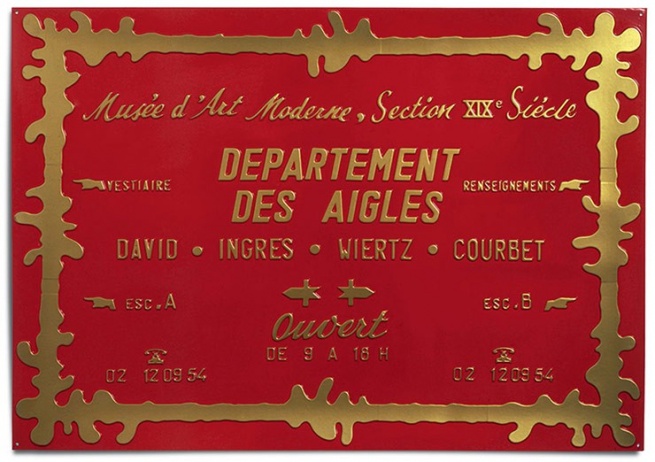 Musée d'Art Moderne, Section XIXe Siécle
DEPARTEMENT
DES AIGLES
VESTIAIRE
RENSEIGNEMENTS
DAVID • INGRES • WIERTZ • COURBET
ESC. A
ESC. B
Ouvert
DE 9 A 18 H
02 12 09 54
02 12 09 54